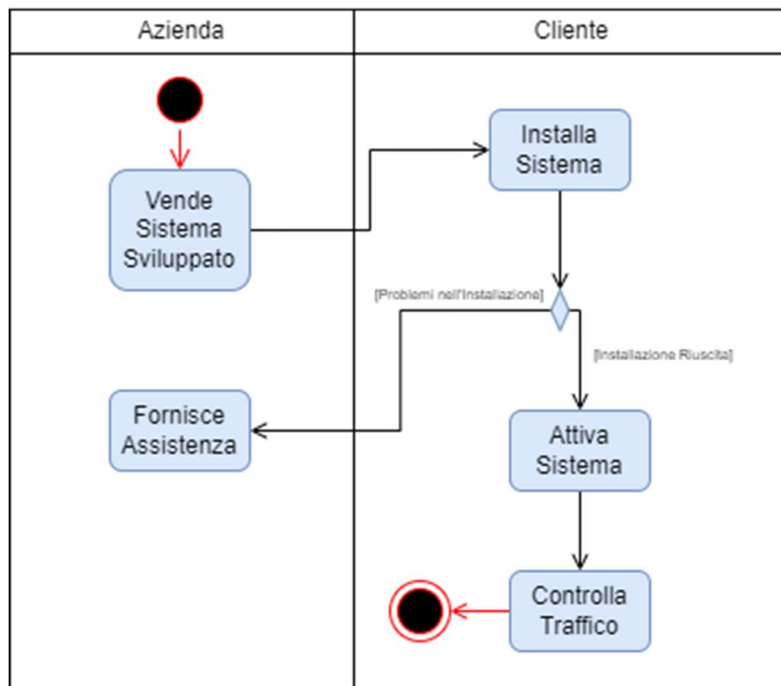 Azienda
Cliente
Installa
Sistema
Vende
Sistema
Sviluppato
[Problemi nell'Installazione]
[Installazione Riuscita]
Fornisce
Assistenza
Attiva
Sistema
Controlla
Traffico